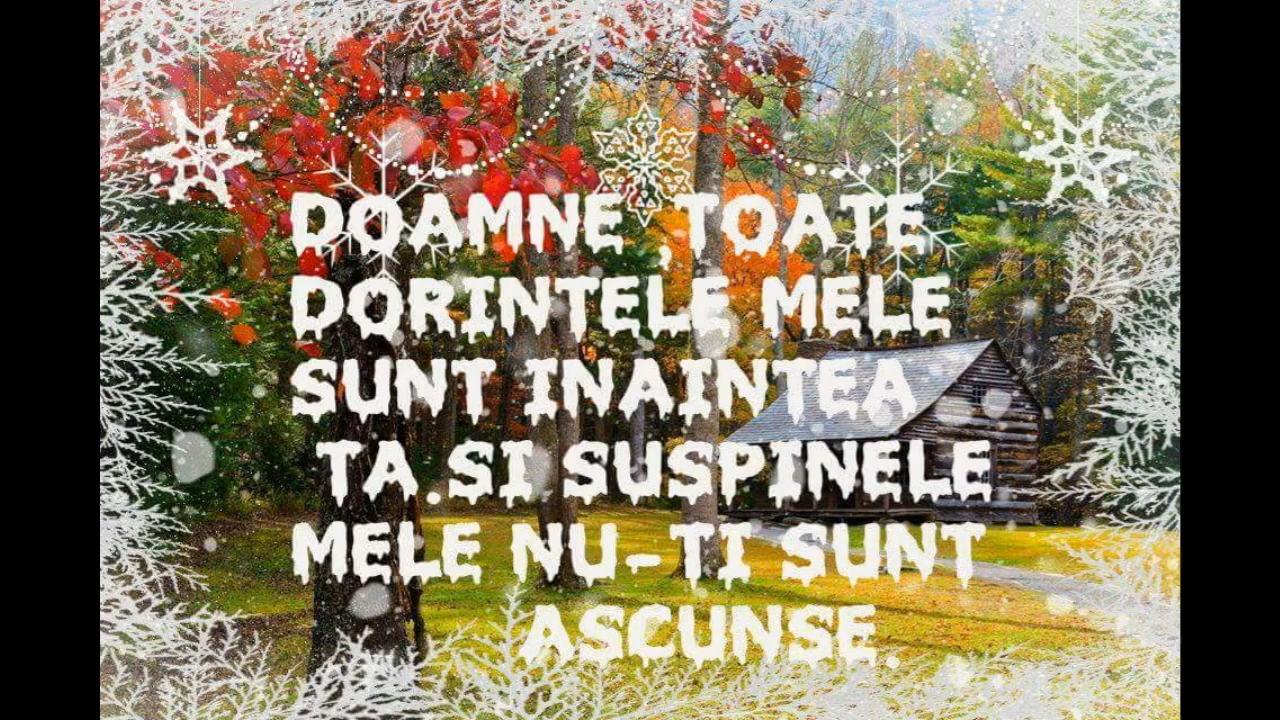 DOAMNE ,TOATE
DORINTELE MELE
SUNT INAINTEA
TA.SI SUSPINELE
MELE NU-TI SUNT
ASCUNSE.